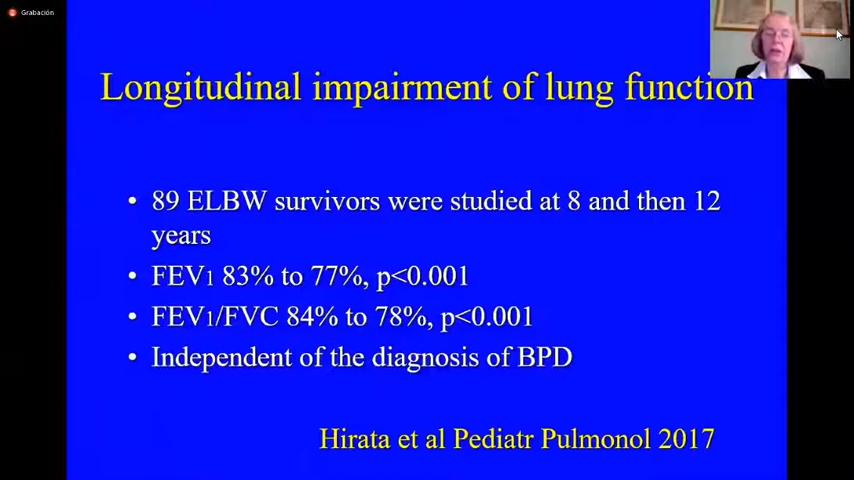 Grabación
Longitudinal impairment of lung function
• 89 ELBW survivors were studied at 8 and then 12
years
• FEV1 83% to 77%, p<0.001
• FEV1/FVC 84% to 78%, p<0.001
• Independent of the diagnosis of BPD
Hirata et al Pediatr Pulmonol 2017